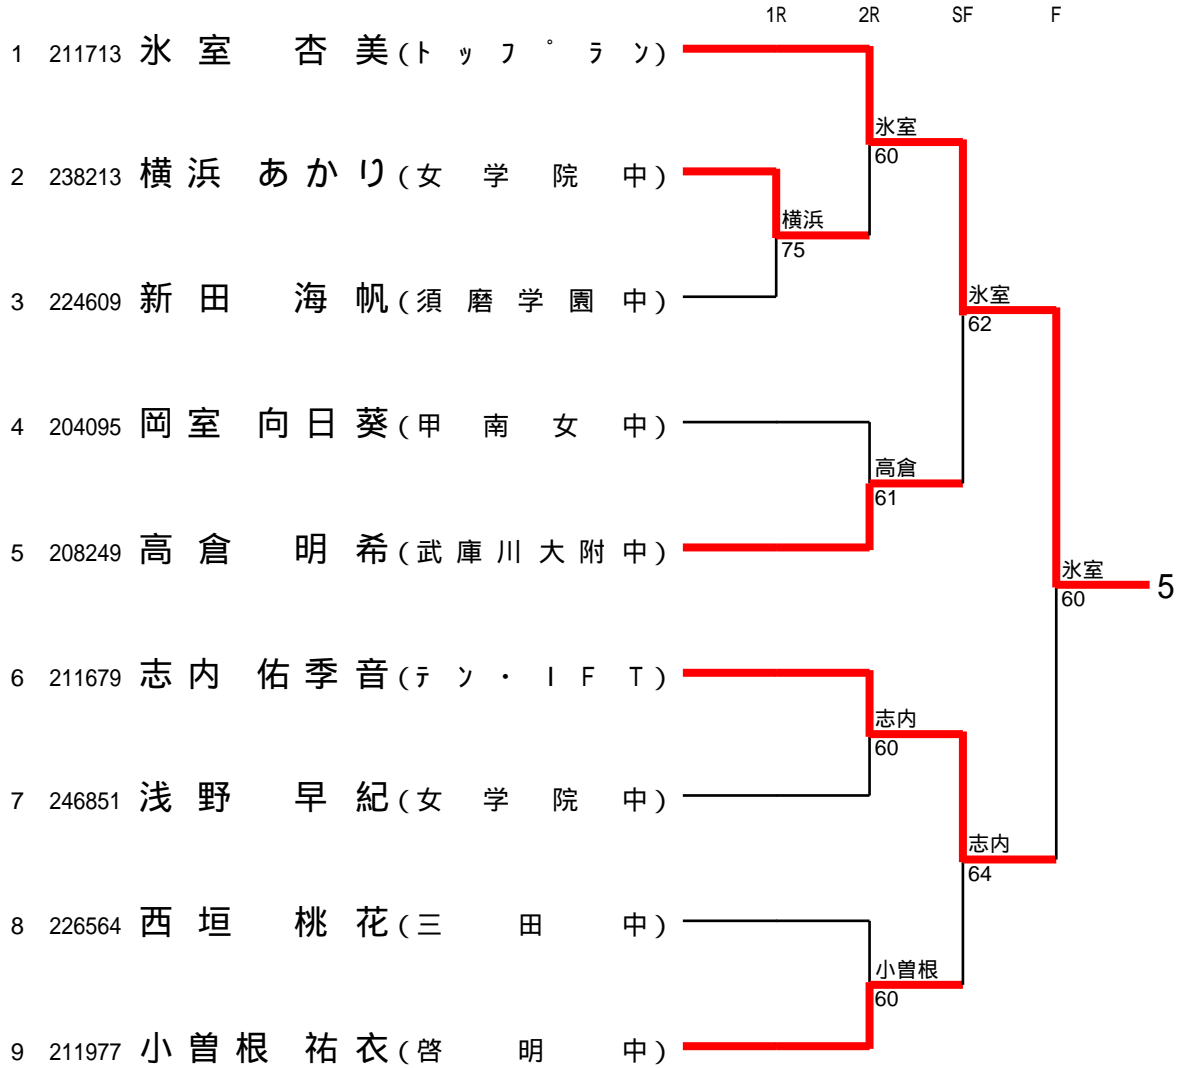 1R 2R SF F
1 211713 氷室 杏美(トップラン)
氷室
60
2 238213 横浜 あかり(女学院中)
横浜
75
3 224609 新田 海帆(須磨学園中)
氷室
62
4 204095 岡室 向日葵(甲南女中)
高倉
61
5 208249 高倉 明希(武庫川大附中)
氷室
60
5
6 211679 志内 佑季音(テン・IFT)
志内
60
7 246851 浅野 早紀(女学院中)
志内
64
8 226564 西垣 桃花(三田中)
小曽根
60
9 211977 小曽根 祐衣(啓明中)